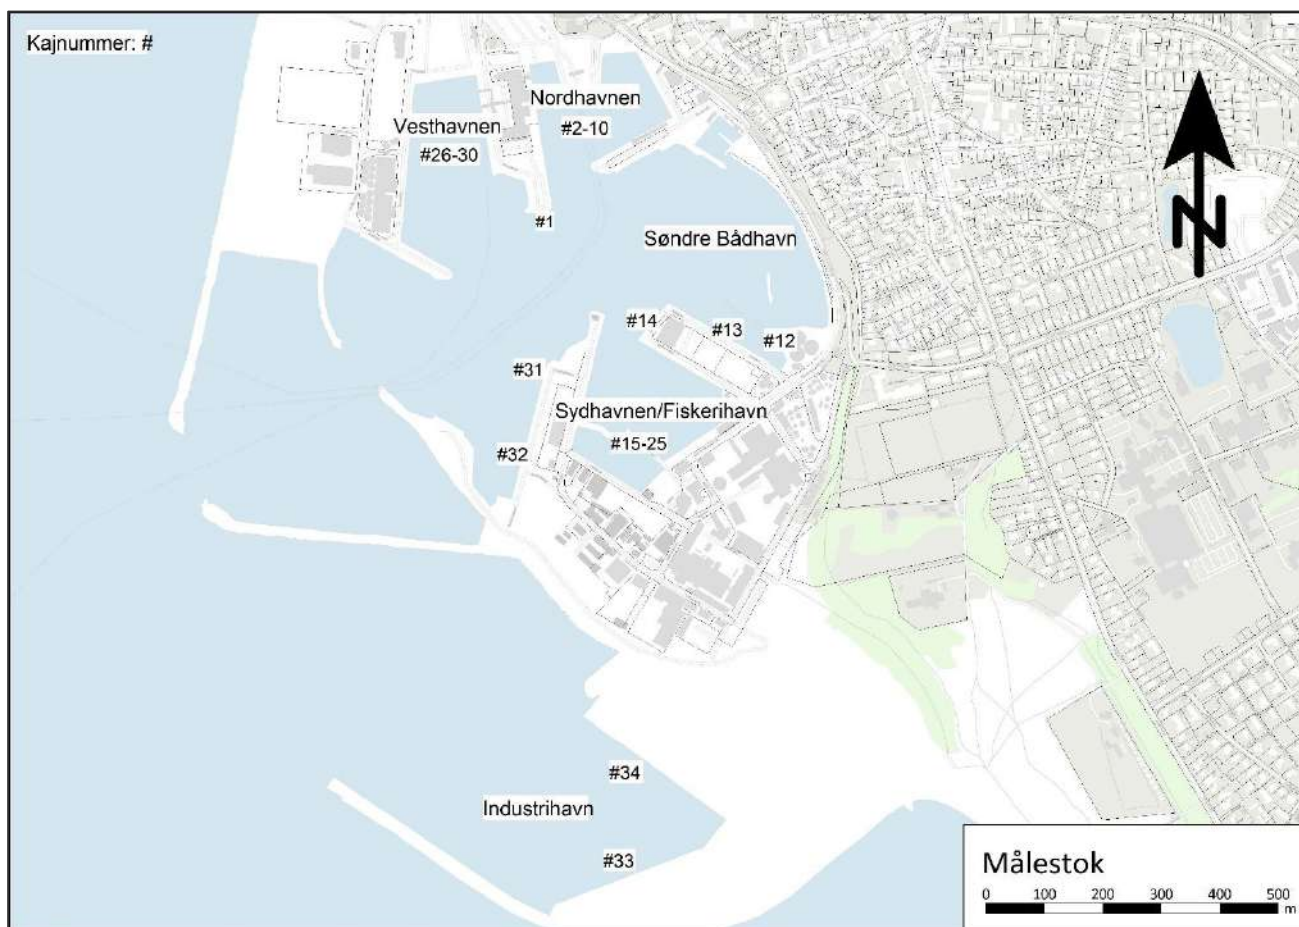 Kajnummer: #
Nordhavnen
#2-10
Vesthavnen
#26-30
#1
Søndre Bådhavn
N
#14
#13
#12
#31
Sydhavnen/Fiskerihavn
#15-25
#32
#34
Industrihavn
#33
Målestok
0 100 200 300 400 500
m